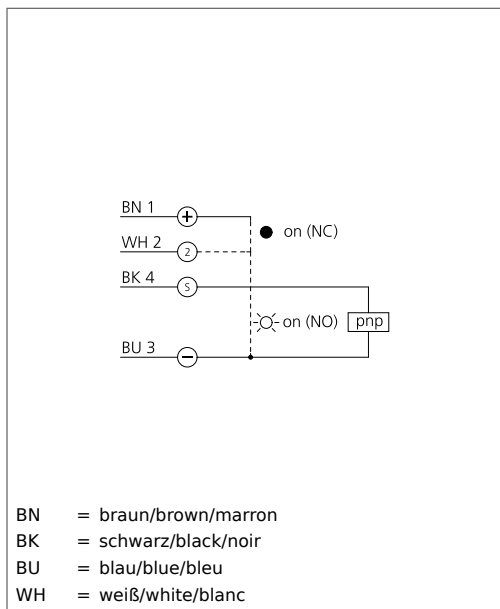 BN 1
+
on (NC)
WH 2
2
BK 4
S
on (NO)
pnp
BU 3
−
BN = braun/brown/marron
BK = schwarz/black/noir
BU = blau/blue/bleu
WH = weiß/white/blanc